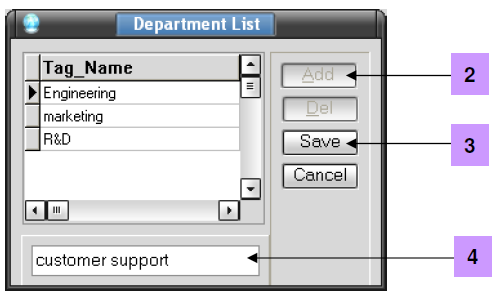 Department List
Tag_Name
Engineering
marketing
R&D
Add
Del
Save
Cancel
customer support
2
3
4